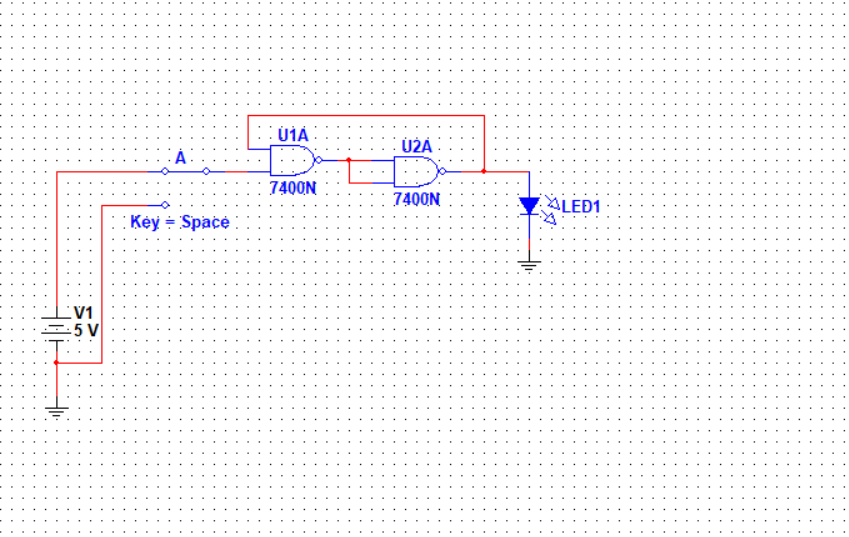 U1A
U2A
A
7400N
7400N
LED1
Key = Space
V1
5 V